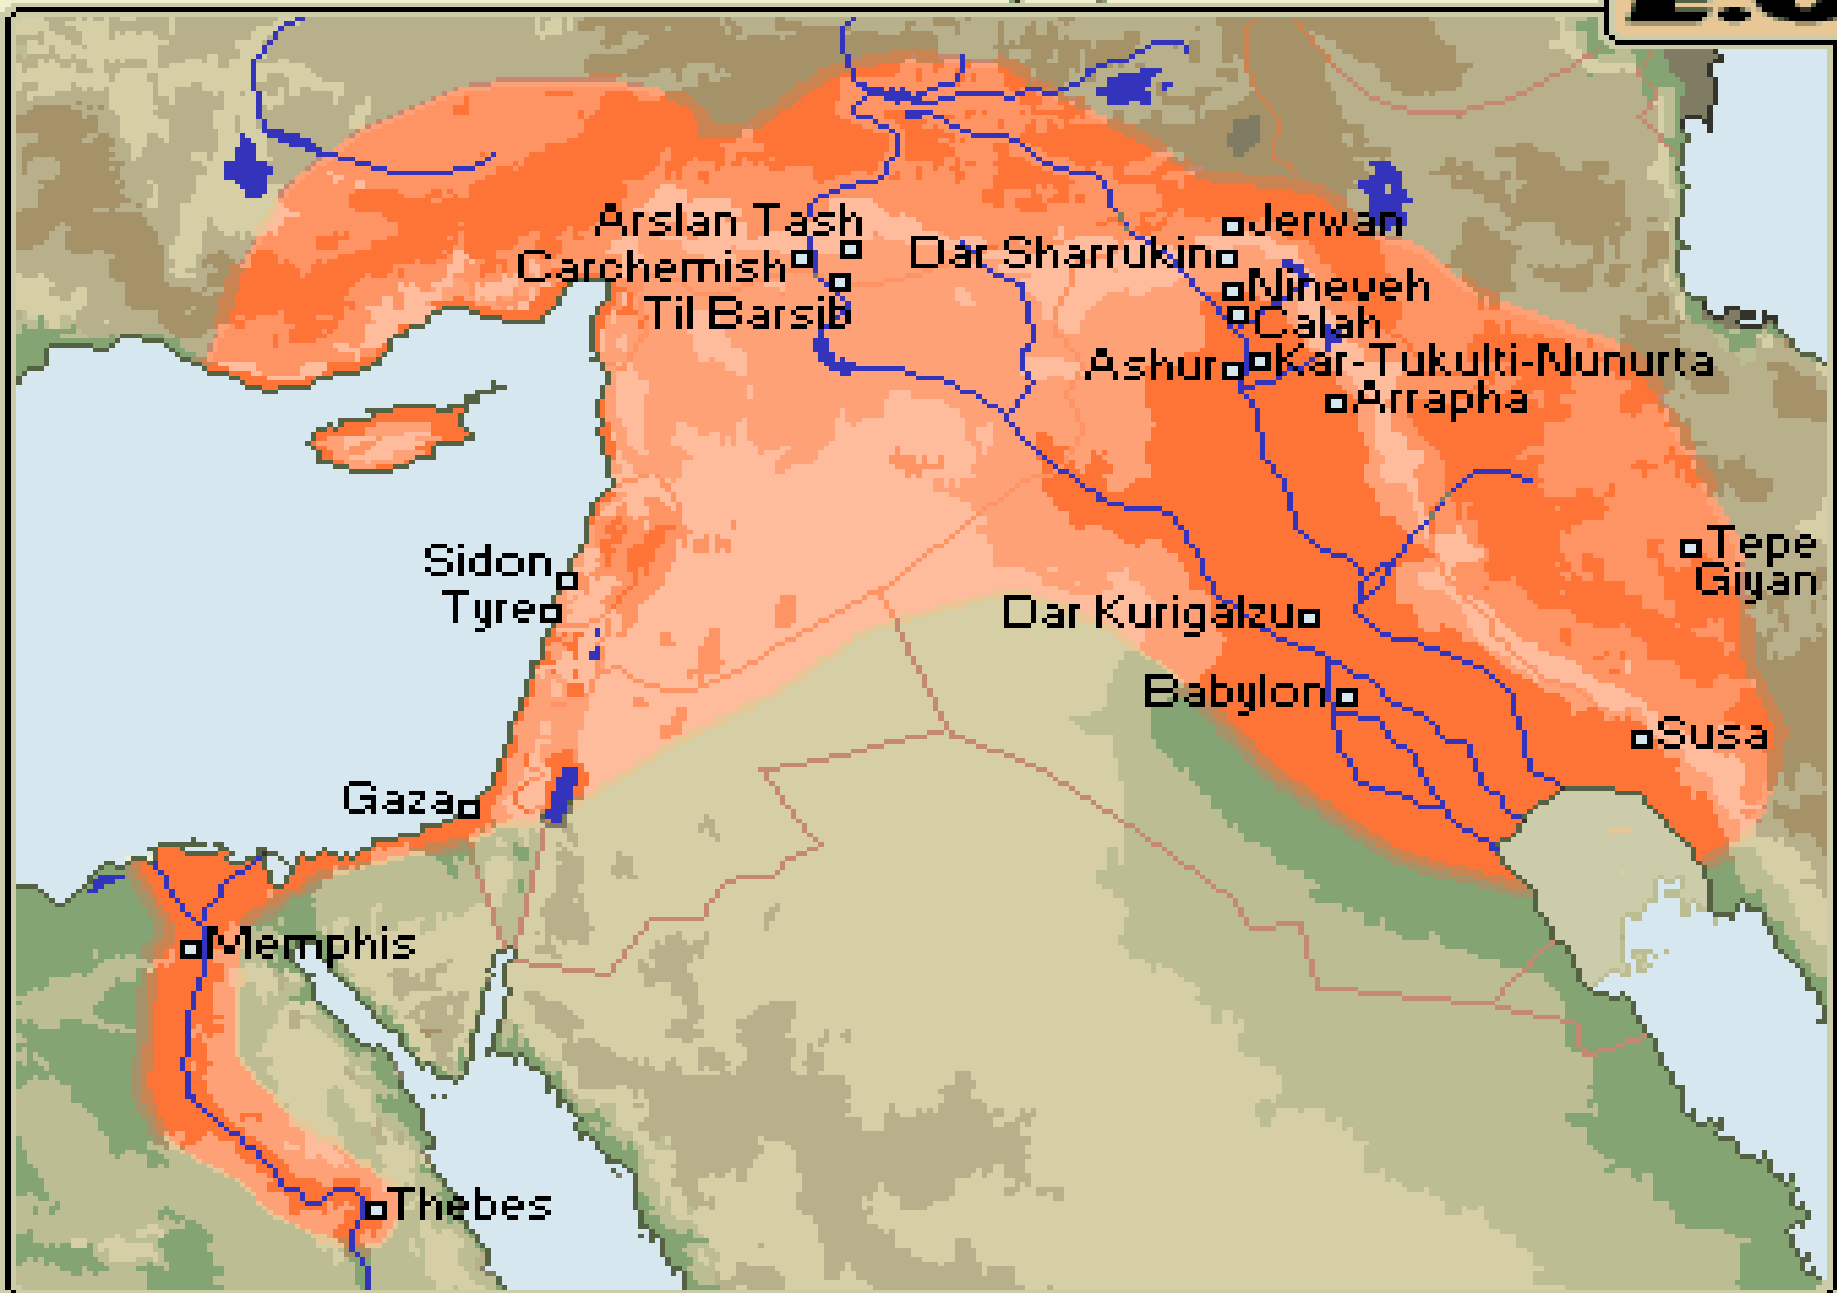 Arslan Tash
Jerwan
Carchemish
Dar Sharrukin
Nineveh
Til Barsib
Calah
Ashur
Kar-Tukulti-Nunurta
Arrapha
Sidon
Tepe
Giyan
Tyre
Dar Kurigalzu
Babylon
Susa
Gaza
Memphis
Thebes